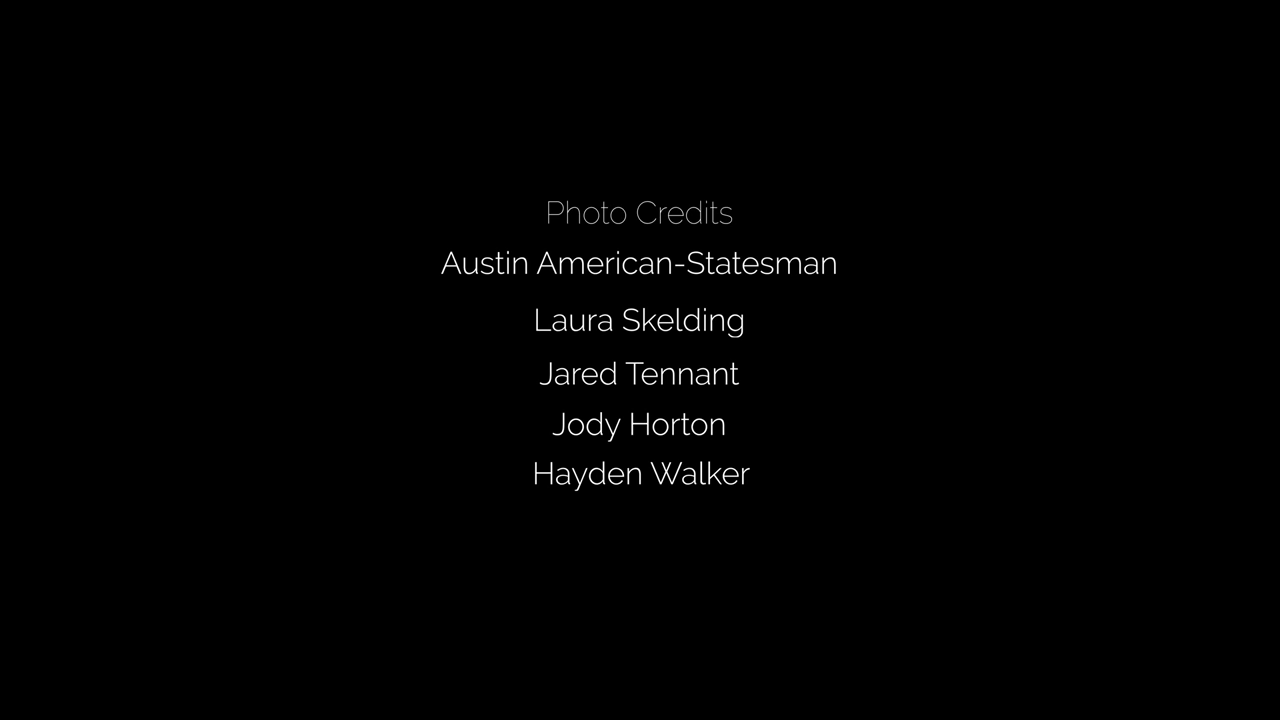 Photo Credits
Austin American-Statesman
Laura Skelding
Jared Tennant
Jody Horton
Hayden Walker